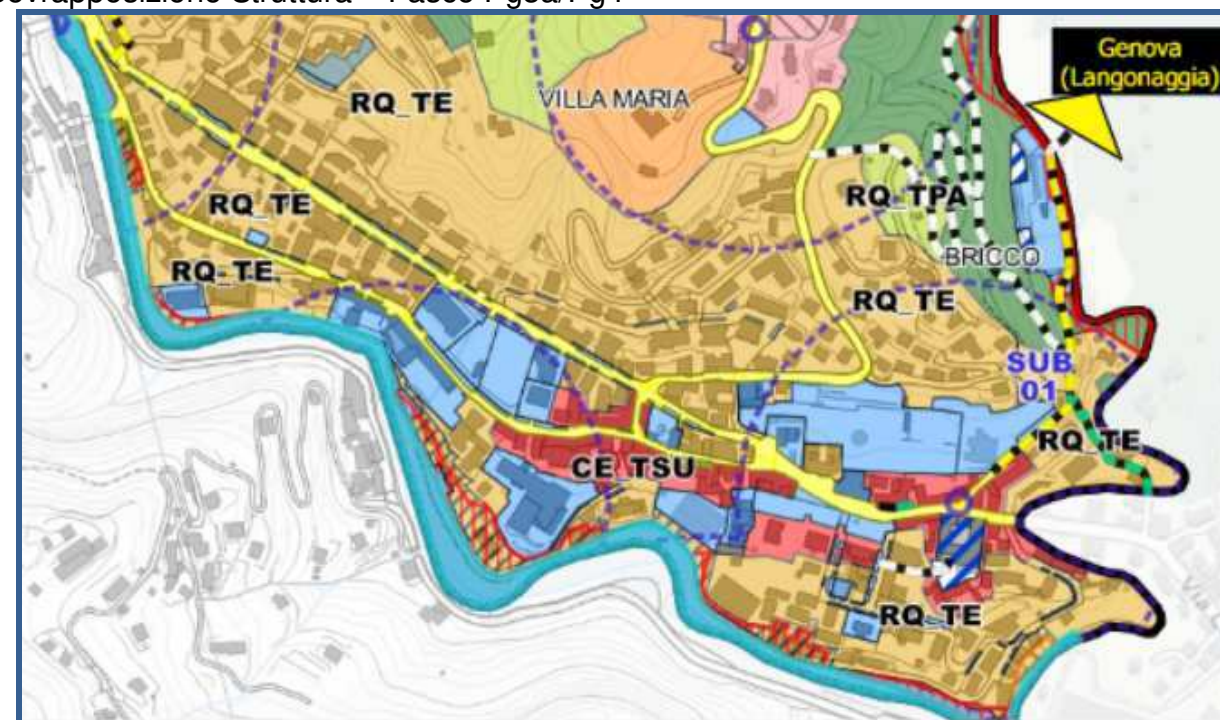 Genova
(Langonaggia)
RQ_TE
VILLA MARIA
RQ_TE
RQ_TPA
RQ_TE
BRICCO
RQ_TE
SUB
01
RQ_TE
CE_TSU
RQ_TE